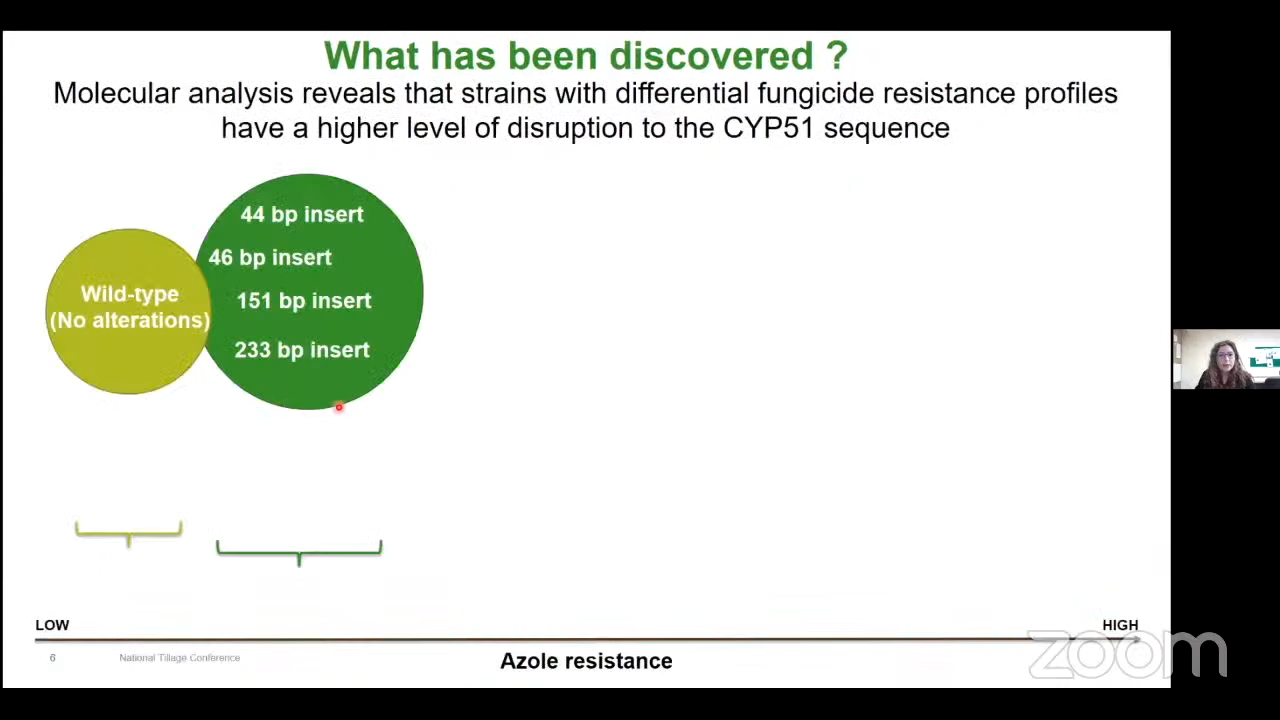 What has been discovered ?
Molecular analysis reveals that strains with differential fungicide resistance profiles
have a higher level of disruption to the CYP51 sequence
44 bp insert
46 bp insert
151 bp insert
233 bp insert
Wild-type
(No alterations)
LOW
HIGH
6
National Tillage Conference
Azole resistance
zoom